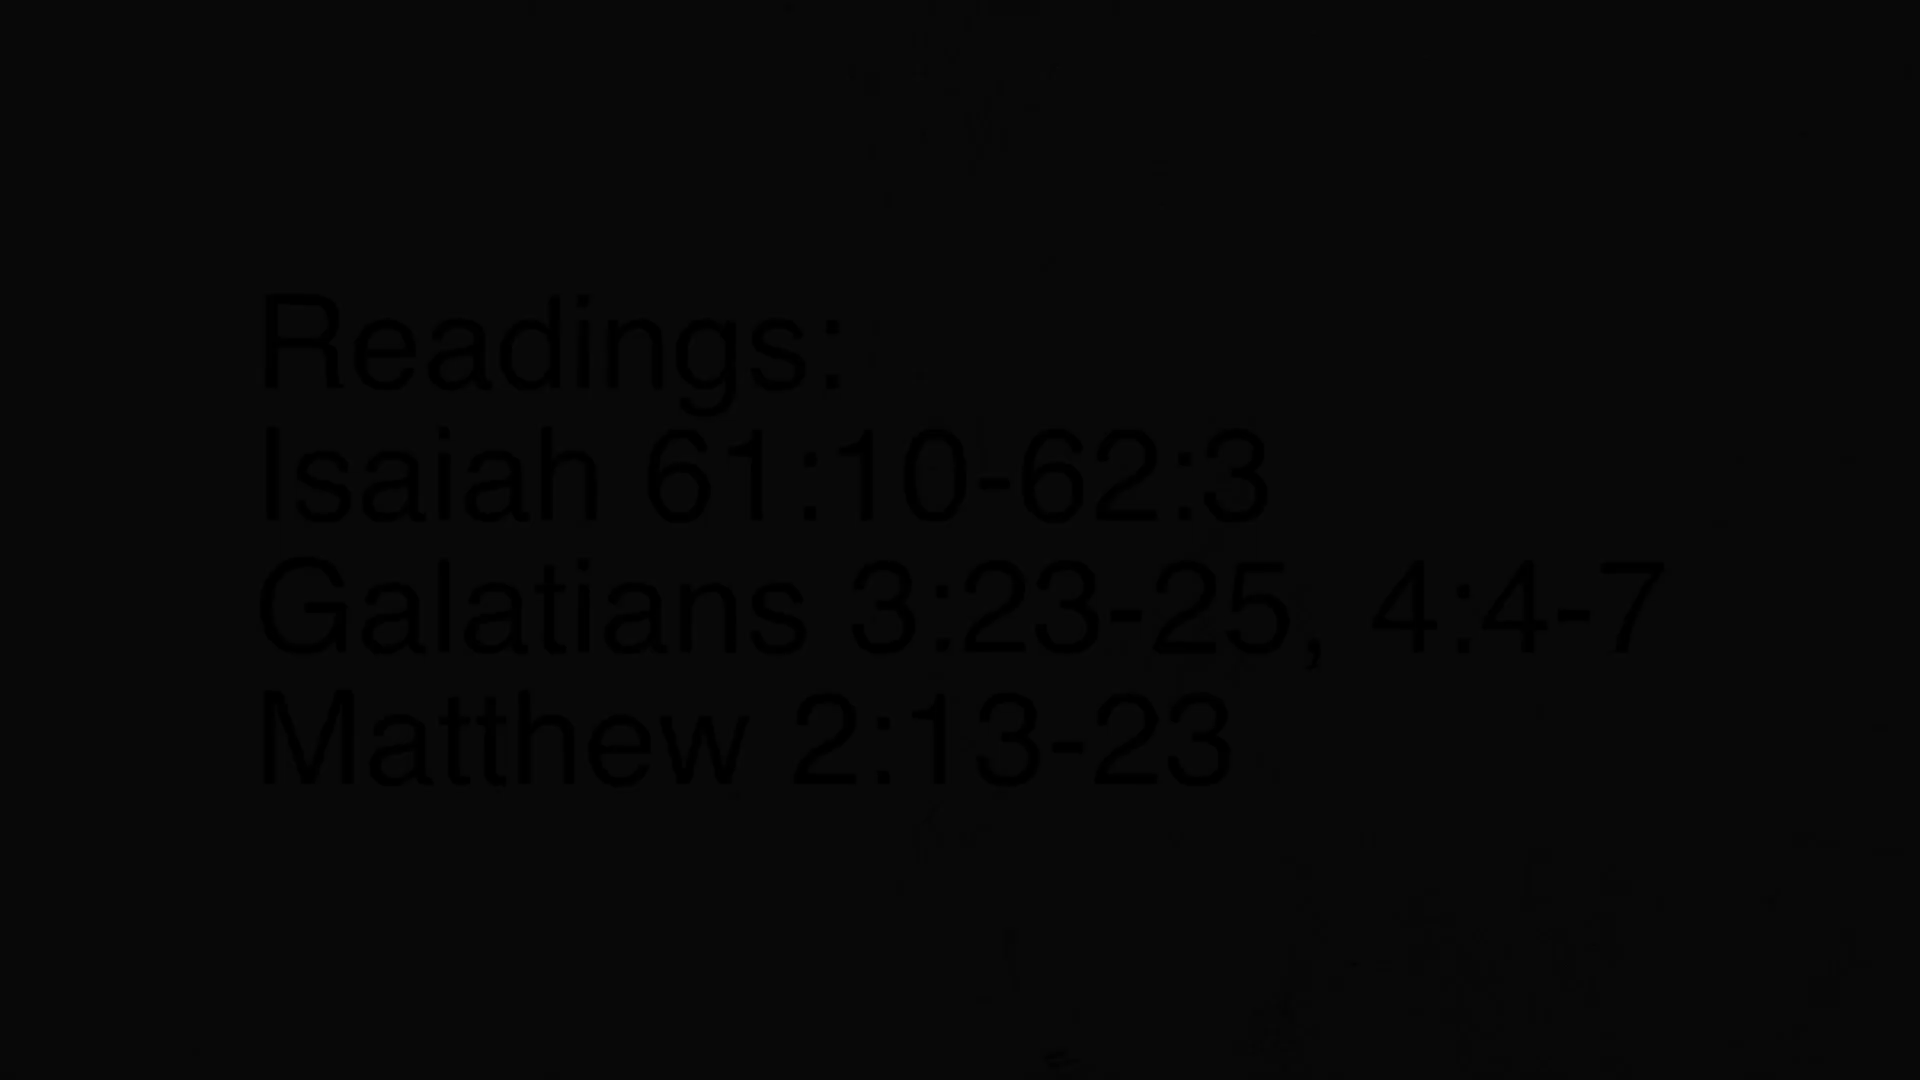 Readings:
Isaiah 61:10-62:3
Galatians 3:23-25, 4:4-7
Matthew 2:13-23